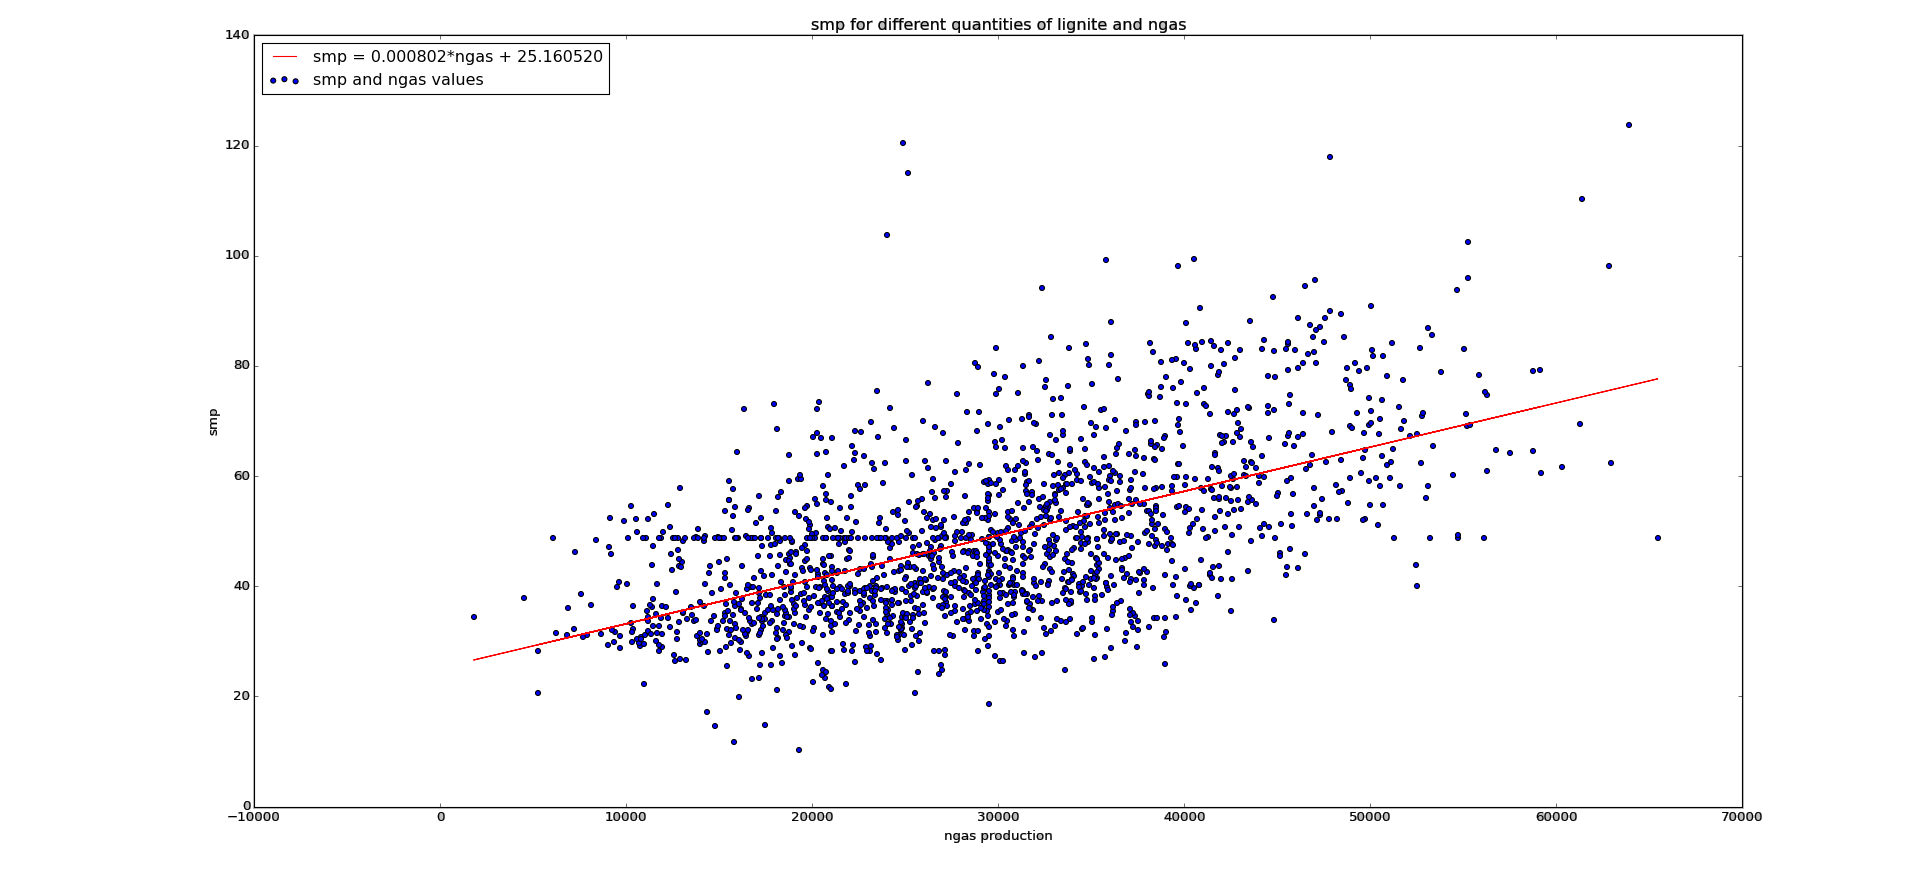 smp for different quantities of lignite and ngas
smp = 0.000802*ngas + 25.160520
smp and ngas values
140
120
100
80
60
40
20
0
smp
−10000 0 10000 20000 30000 40000 50000 60000 70000
ngas production